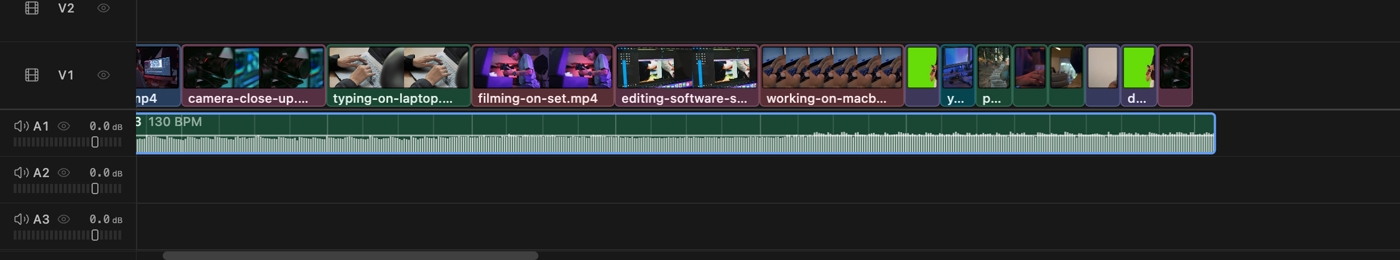 V2
V1
mp4
camera-close-up....
typing-on-laptop....
filming-on-set.mp4
editing-software-s...
working-on-macb...
y...
p...
d...
A1 0.0 dB
3 130 BPM
A2 0.0 dB
A3 0.0 dB